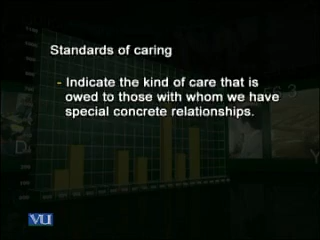 Standards of caring
- Indicate the kind of care that is
owed to those with whom we have
special concrete relationships.
VU